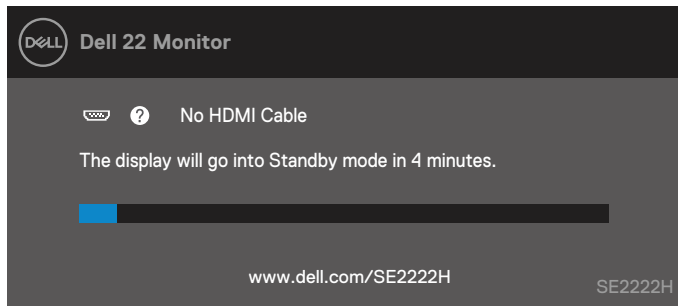 DELL Dell 22 Monitor
? No HDMI Cable
The display will go into Standby mode in 4 minutes.
www.dell.com/SE2222H
SE2222H